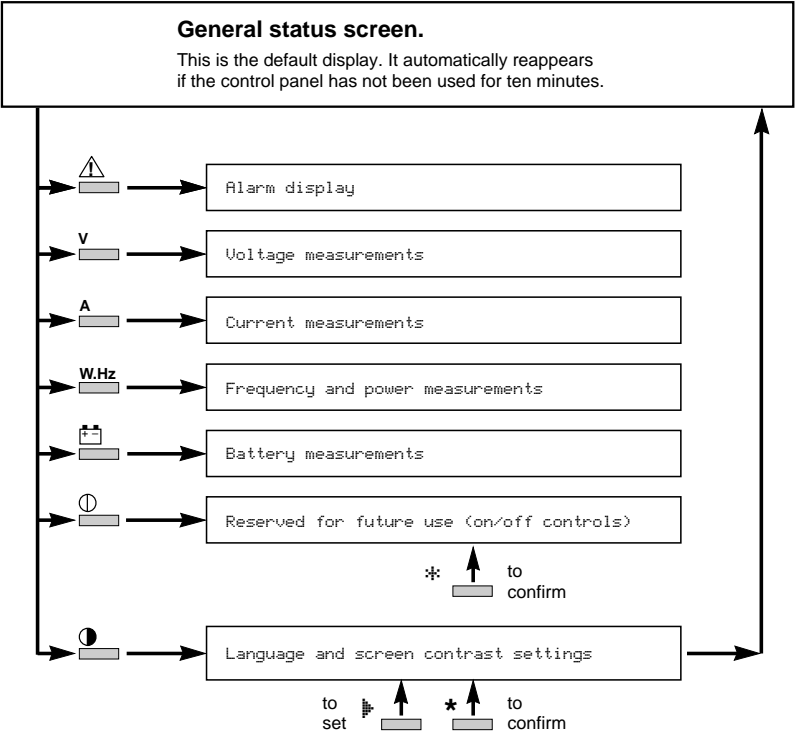 General status screen.
This is the default display. It automatically reappears
if the control panel has not been used for ten minutes.
Alarm display
V
Voltage measurements
A
Current measurements
W.Hz
Frequency and power measurements
+ −
Battery measurements
Reserved for future use (on/off controls)
* to
confirm
Language and screen contrast settings
to
set
* to
confirm